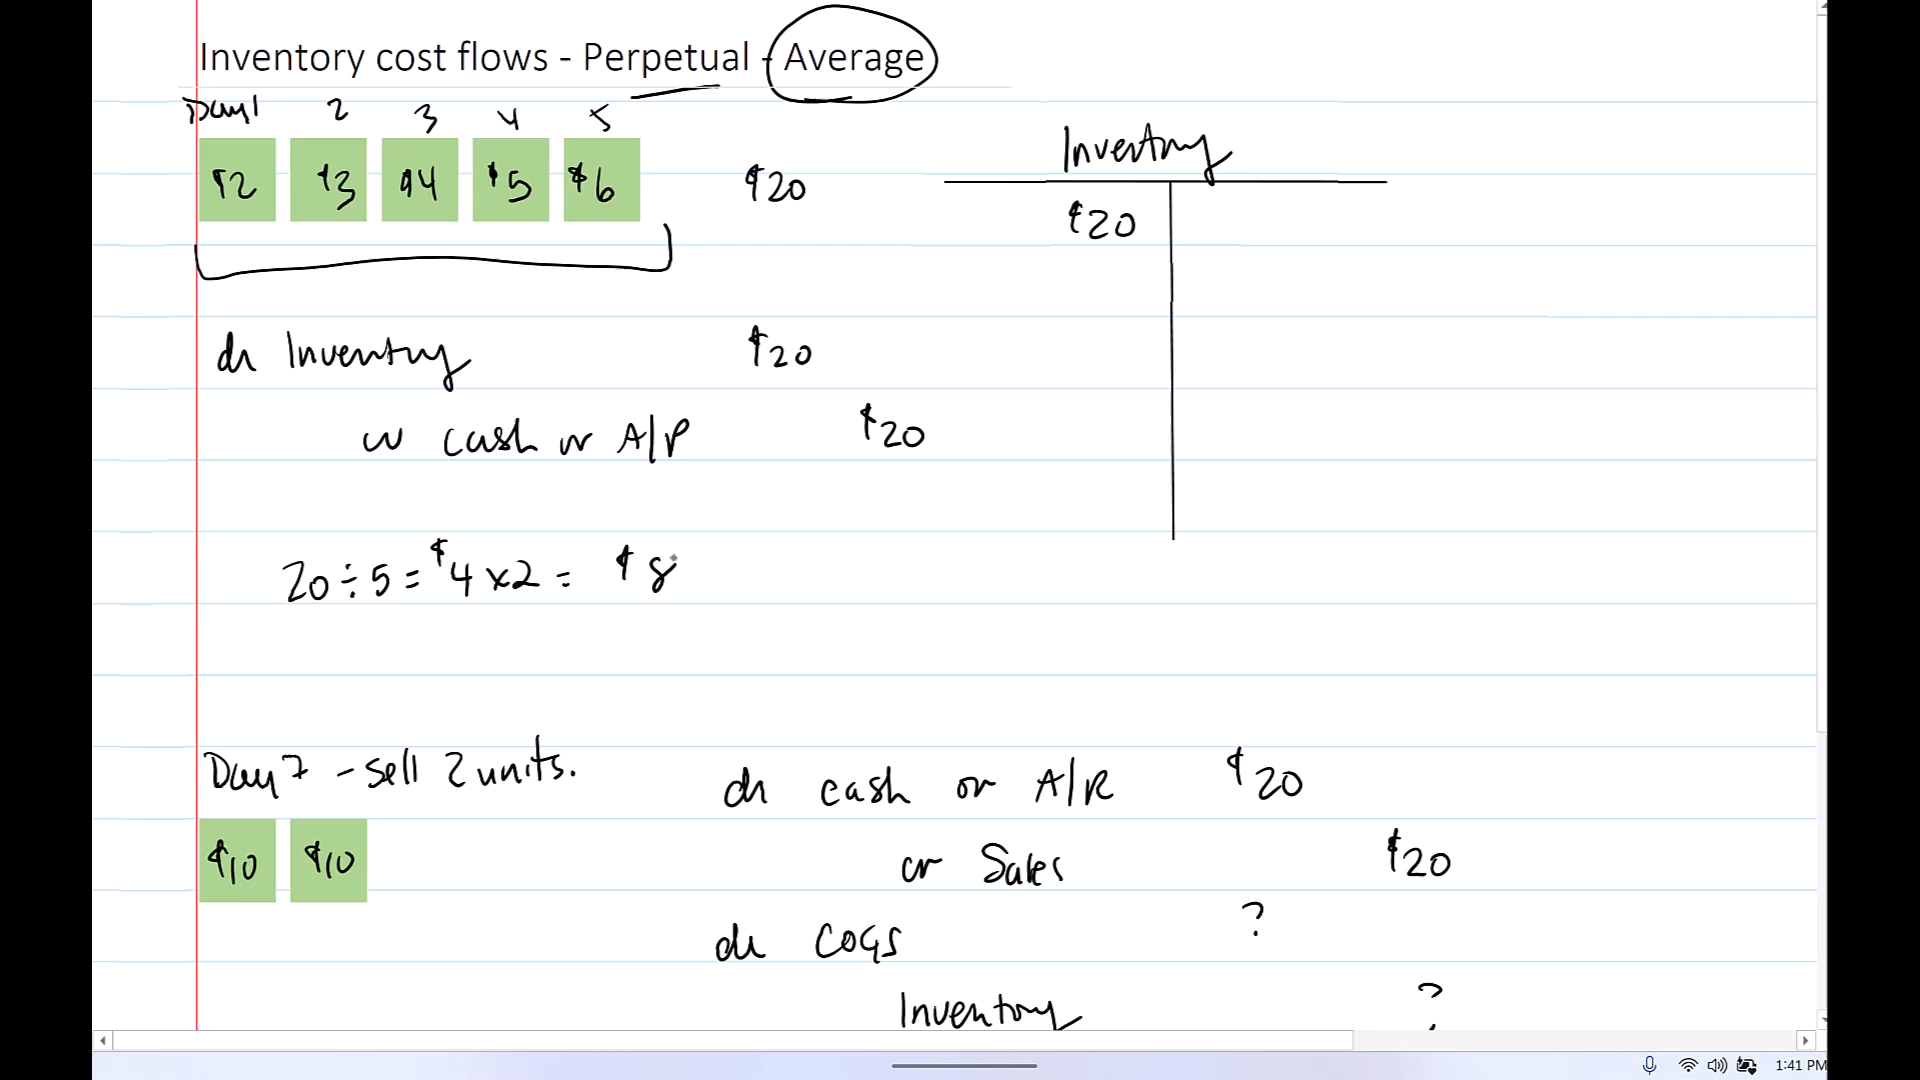 Inventory cost flows - Perpetual - Average
Day 1 2 3 4 5
$2 $3 $4 $5 $6 $20
Inventory
$20
dr Inventory $20
cr cash or A/P $20
20 ÷ 5 = $4 x 2 = $8
Day 7 - sell 2 units.
dr cash or A/R $20
$10 $10
cr Sales $20
dr COGS ?
Inventory ?
1:41 PM